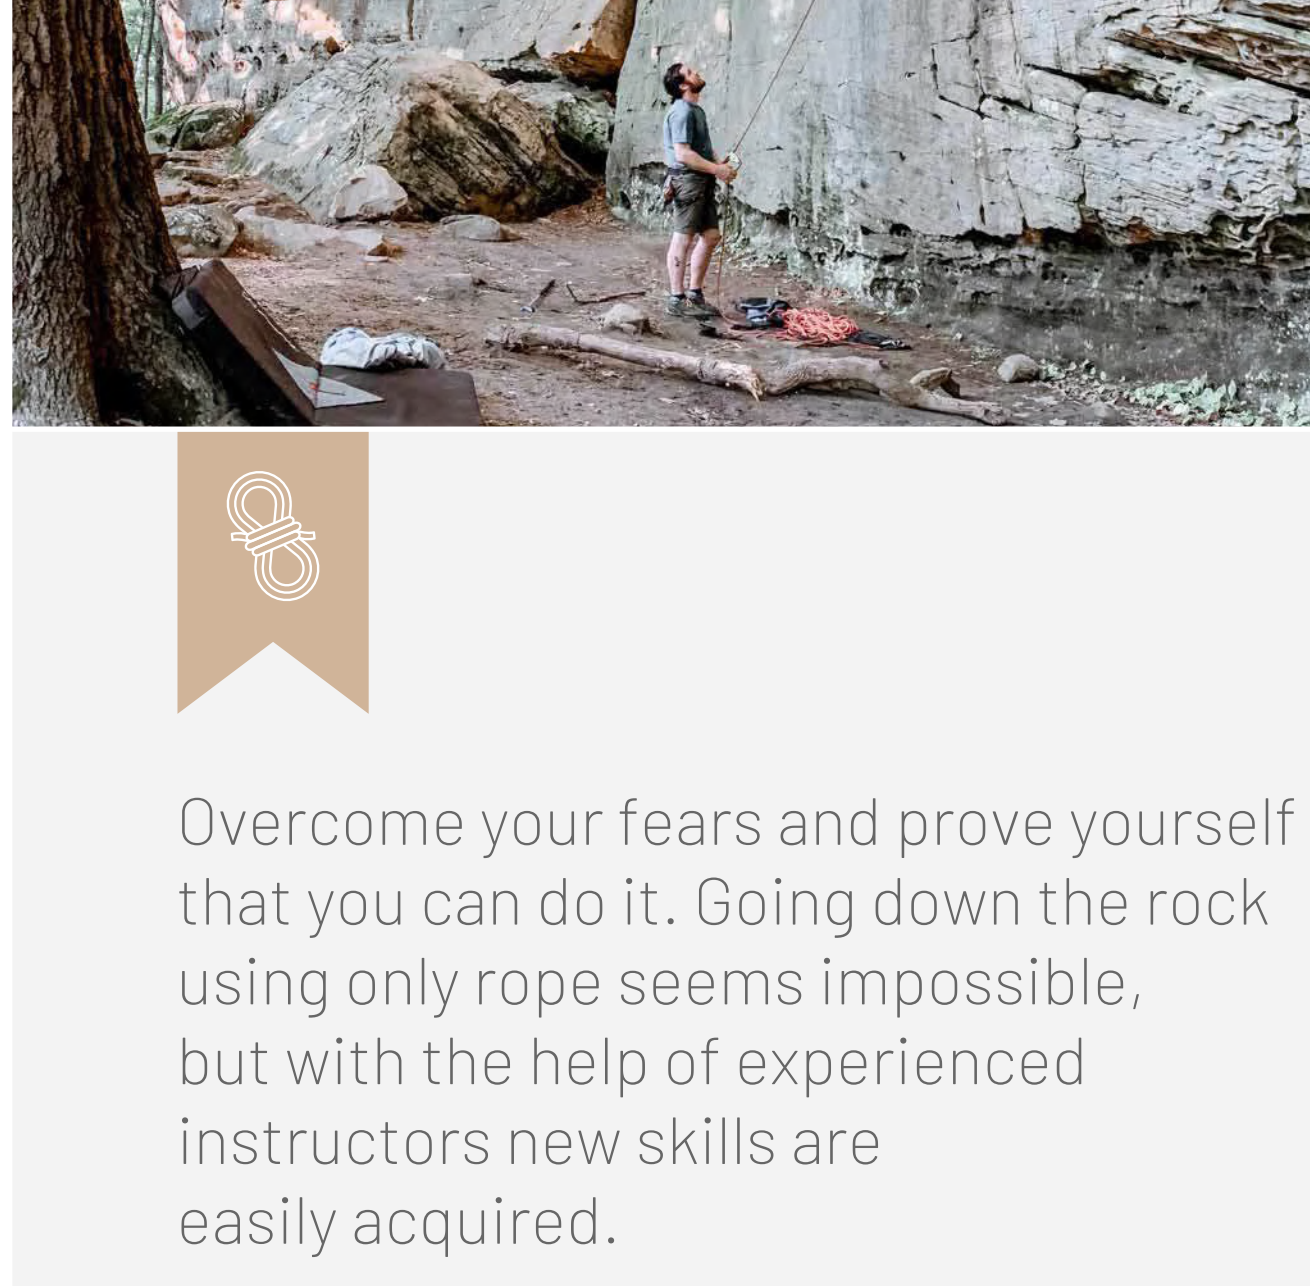 Overcome your fears and prove yourself
that you can do it. Going down the rock
using only rope seems impossible,
but with the help of experienced
instructors new skills are
easily acquired.